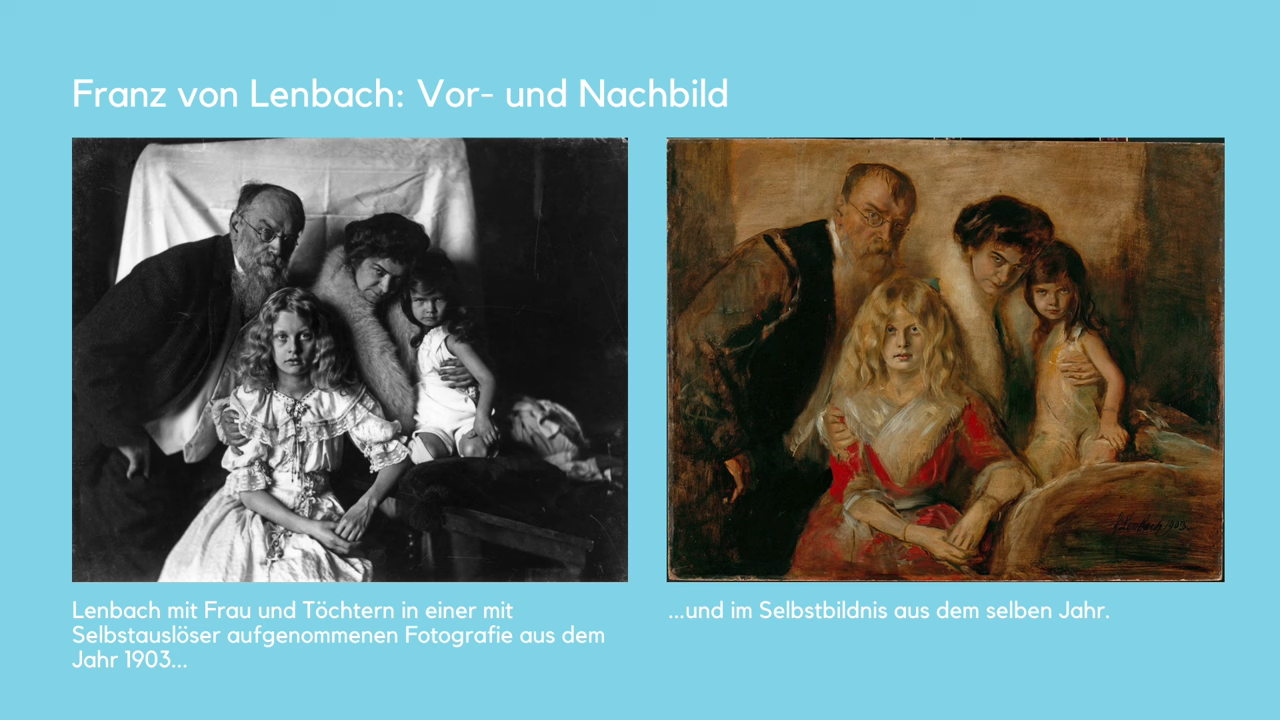 Franz von Lenbach: Vor- und Nachbild
Lenbach mit Frau und Töchtern in einer mit
Selbstauslöser aufgenommenen Fotografie aus dem
Jahr 1903...
...und im Selbstbildnis aus dem selben Jahr.